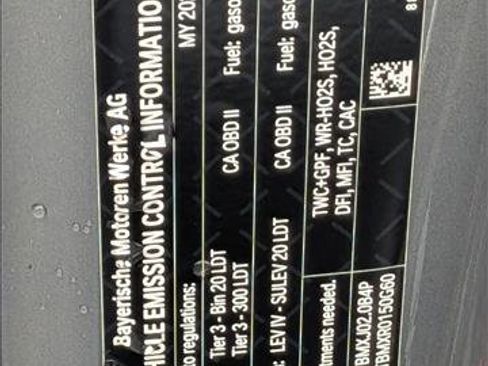 Bayerische Motoren Werke AG
HICLE EMISSION CONTROL INFORMATIO
to regulations:
MY 20
Tier 3 - Bin 20 LDT
CA OBD II
Fuel: gaso
Tier 3 - 300 LDT
LEV IV - SULEV 20 LDT
CA OBD II
Fuel: gaso
tments needed.
TWC+GPF, WR-HO2S, HO2S,
DFI, MFI, TC, CAC
BMXJ02.0B4P
BMXR0150G60